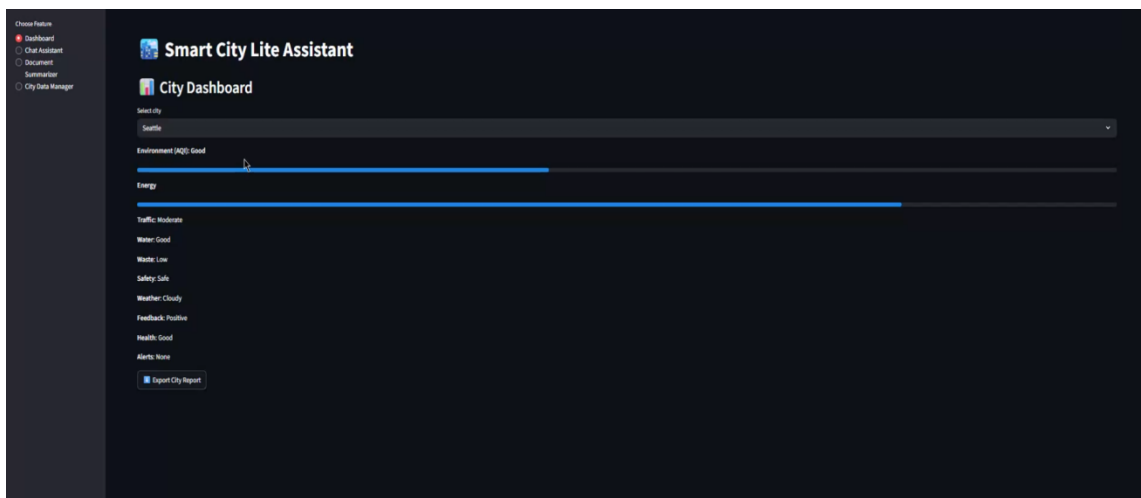 Choose Feature
Dashboard
Chat Assistant
Document
Summarizer
City Data Manager
Smart City Lite Assistant
City Dashboard
Select city
Seattle
Environment (AQI): Good
Energy
Traffic: Moderate
Water: Good
Waste: Low
Safety: Safe
Weather: Cloudy
Feedback: Positive
Health: Good
Alerts: None
Export City Report